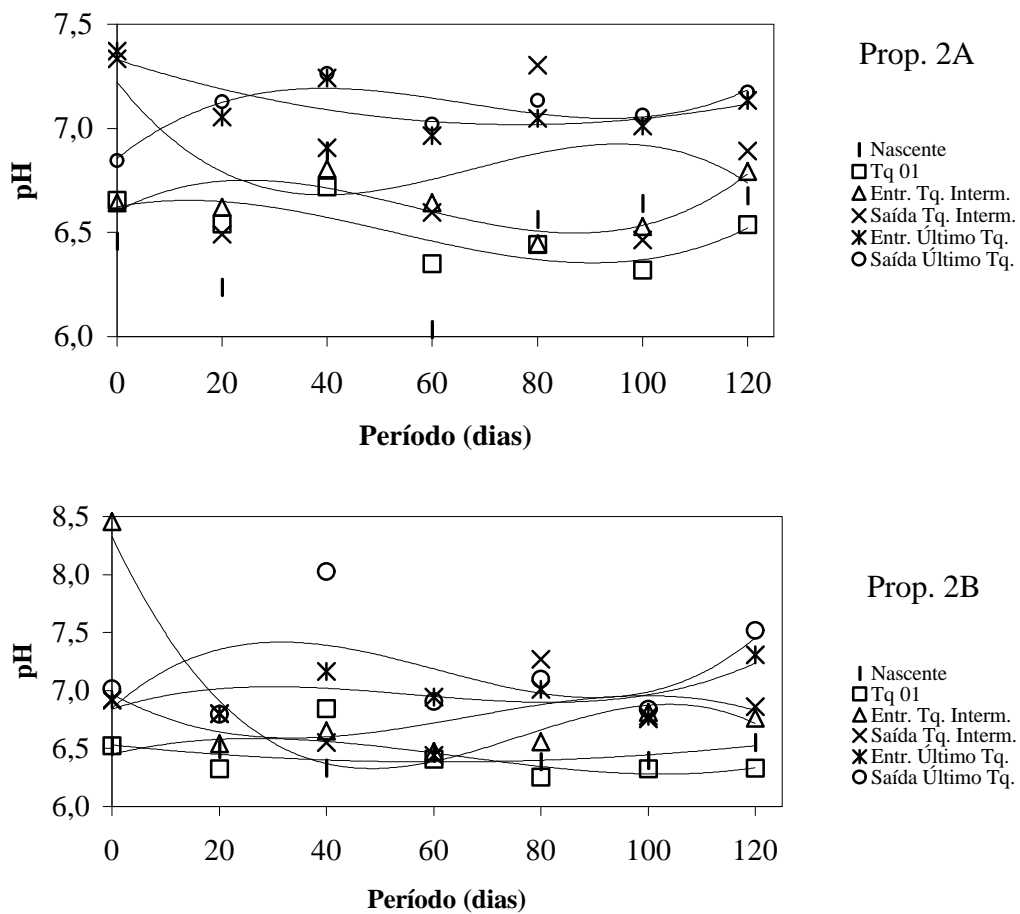 7,5
7,0
6,5
6,0
pH
0 20 40 60 80 100 120
Período (dias)
Prop. 2A
Nascente
Tq 01
Entr. Tq. Interm.
Saída Tq. Interm.
Entr. Último Tq.
Saída Último Tq.
8,5
8,0
7,5
7,0
6,5
6,0
pH
0 20 40 60 80 100 120
Período (dias)
Prop. 2B
Nascente
Tq 01
Entr. Tq. Interm.
Saída Tq. Interm.
Entr. Último Tq.
Saída Último Tq.